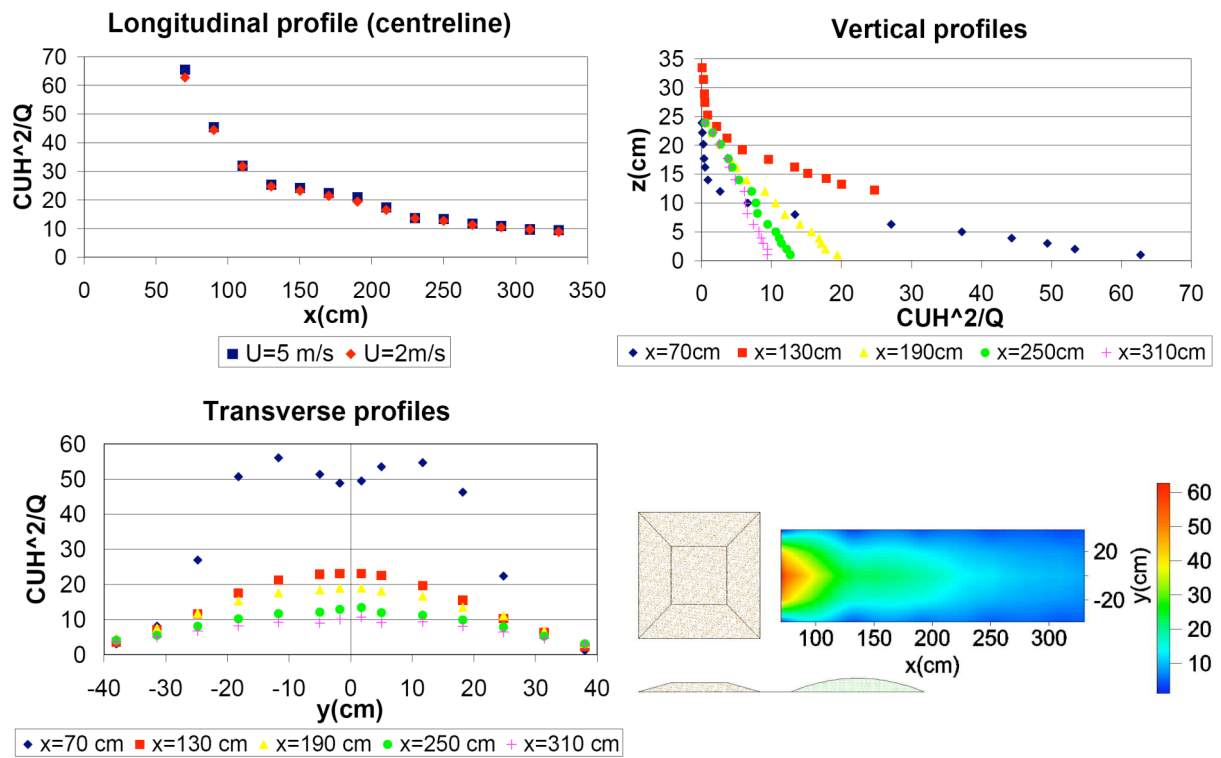 Longitudinal profile (centreline)
CUH^2/Q
70
60
50
40
30
20
10
0
0 50 100 150 200 250 300 350
x(cm)
U=5 m/s U=2m/s
Vertical profiles
z(cm)
35
30
25
20
15
10
5
0
0 10 20 30 40 50 60 70
CUH^2/Q
x=70cm x=130cm x=190cm x=250cm x=310cm
Transverse profiles
CUH^2/Q
60
50
40
30
20
10
0
-40 -30 -20 -10 0 10 20 30 40
y(cm)
x=70 cm x=130 cm x=190 cm x=250 cm x=310 cm
20
0
-20
y(cm)
100 150 200 250 300
x(cm)
60
50
40
30
20
10